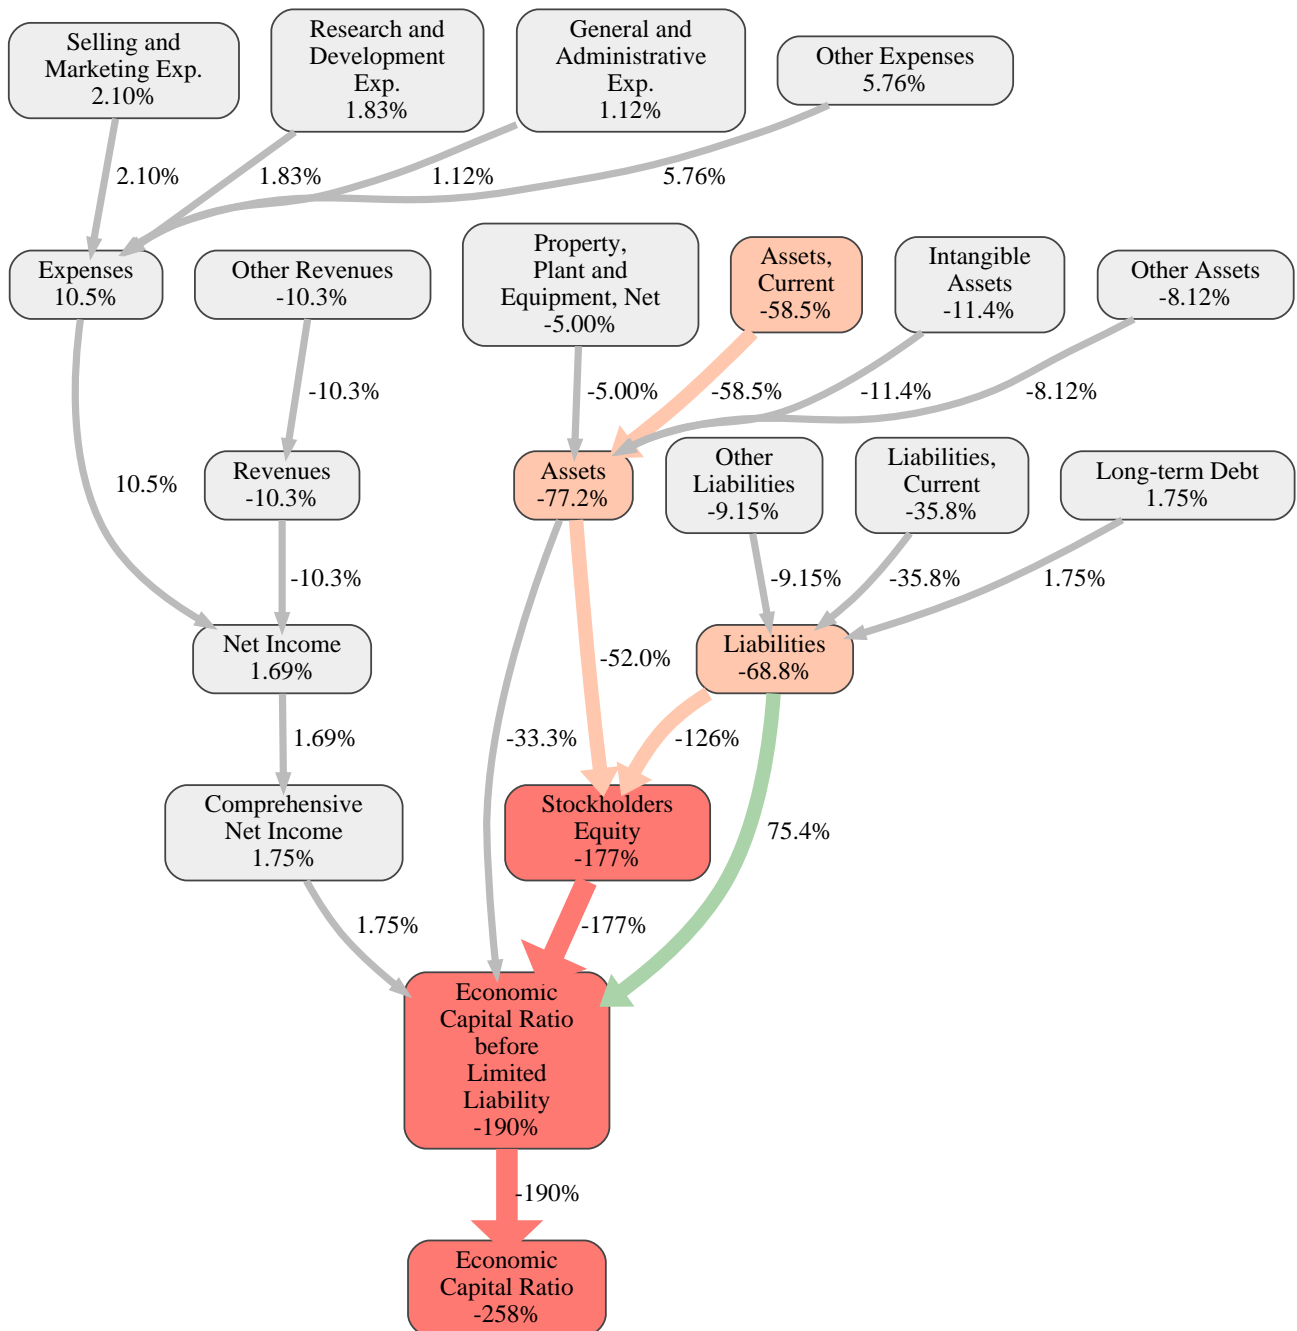 Selling and
Marketing Exp.
2.10%
Research and
Development
Exp.
1.83%
General and
Administrative
Exp.
1.12%
Other Expenses
5.76%
2.10%
1.83%
1.12%
5.76%
Expenses
10.5%
Other Revenues
-10.3%
Property,
Plant and
Equipment, Net
-5.00%
Assets,
Current
-58.5%
Intangible
Assets
-11.4%
Other Assets
-8.12%
-10.3%
-5.00%
-58.5%
-11.4%
-8.12%
10.5%
Revenues
-10.3%
Assets
-77.2%
Other
Liabilities
-9.15%
Liabilities,
Current
-35.8%
Long-term Debt
1.75%
-10.3%
-9.15%
-35.8%
1.75%
Net Income
1.69%
-52.0%
Liabilities
-68.8%
1.69%
-33.3%
-126%
Comprehensive
Net Income
1.75%
Stockholders
Equity
-177%
75.4%
1.75%
-177%
Economic
Capital Ratio
before
Limited
Liability
-190%
-190%
Economic
Capital Ratio
-258%